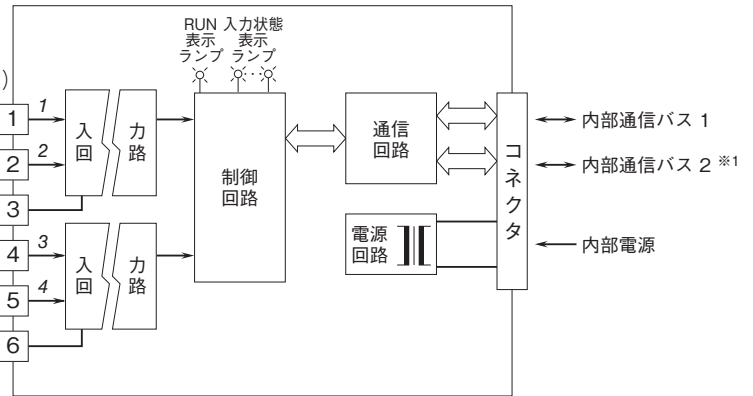 RUN
表示
ランプ
入力状態
表示
ランプ
)
1
1
2
2
3
入
回
力
路
4
3
5
4
6
入
回
力
路
制御
回路
通信
回路
電源
回路
コネクタ
内部通信バス 1
内部通信バス 2 ※1
内部電源